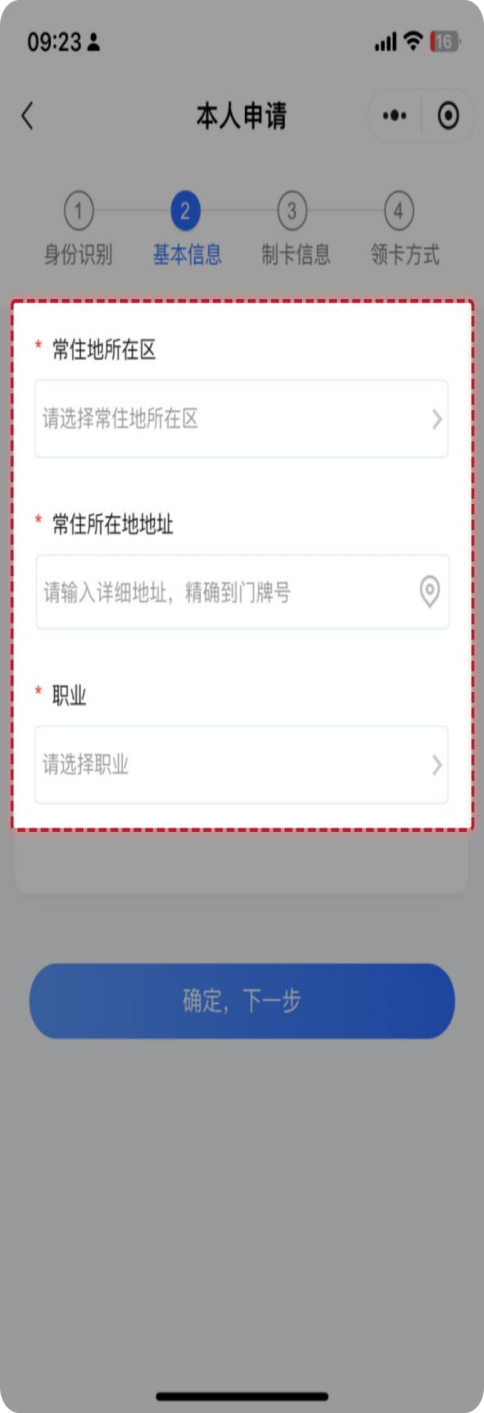 09:23
16
本人申请
1
2
3
4
身份识别
基本信息
制卡信息
领卡方式
* 常住地所在区
请选择常住地所在区
* 常住所在地地址
请输入详细地址，精确到门牌号
* 职业
请选择职业
确定，下一步